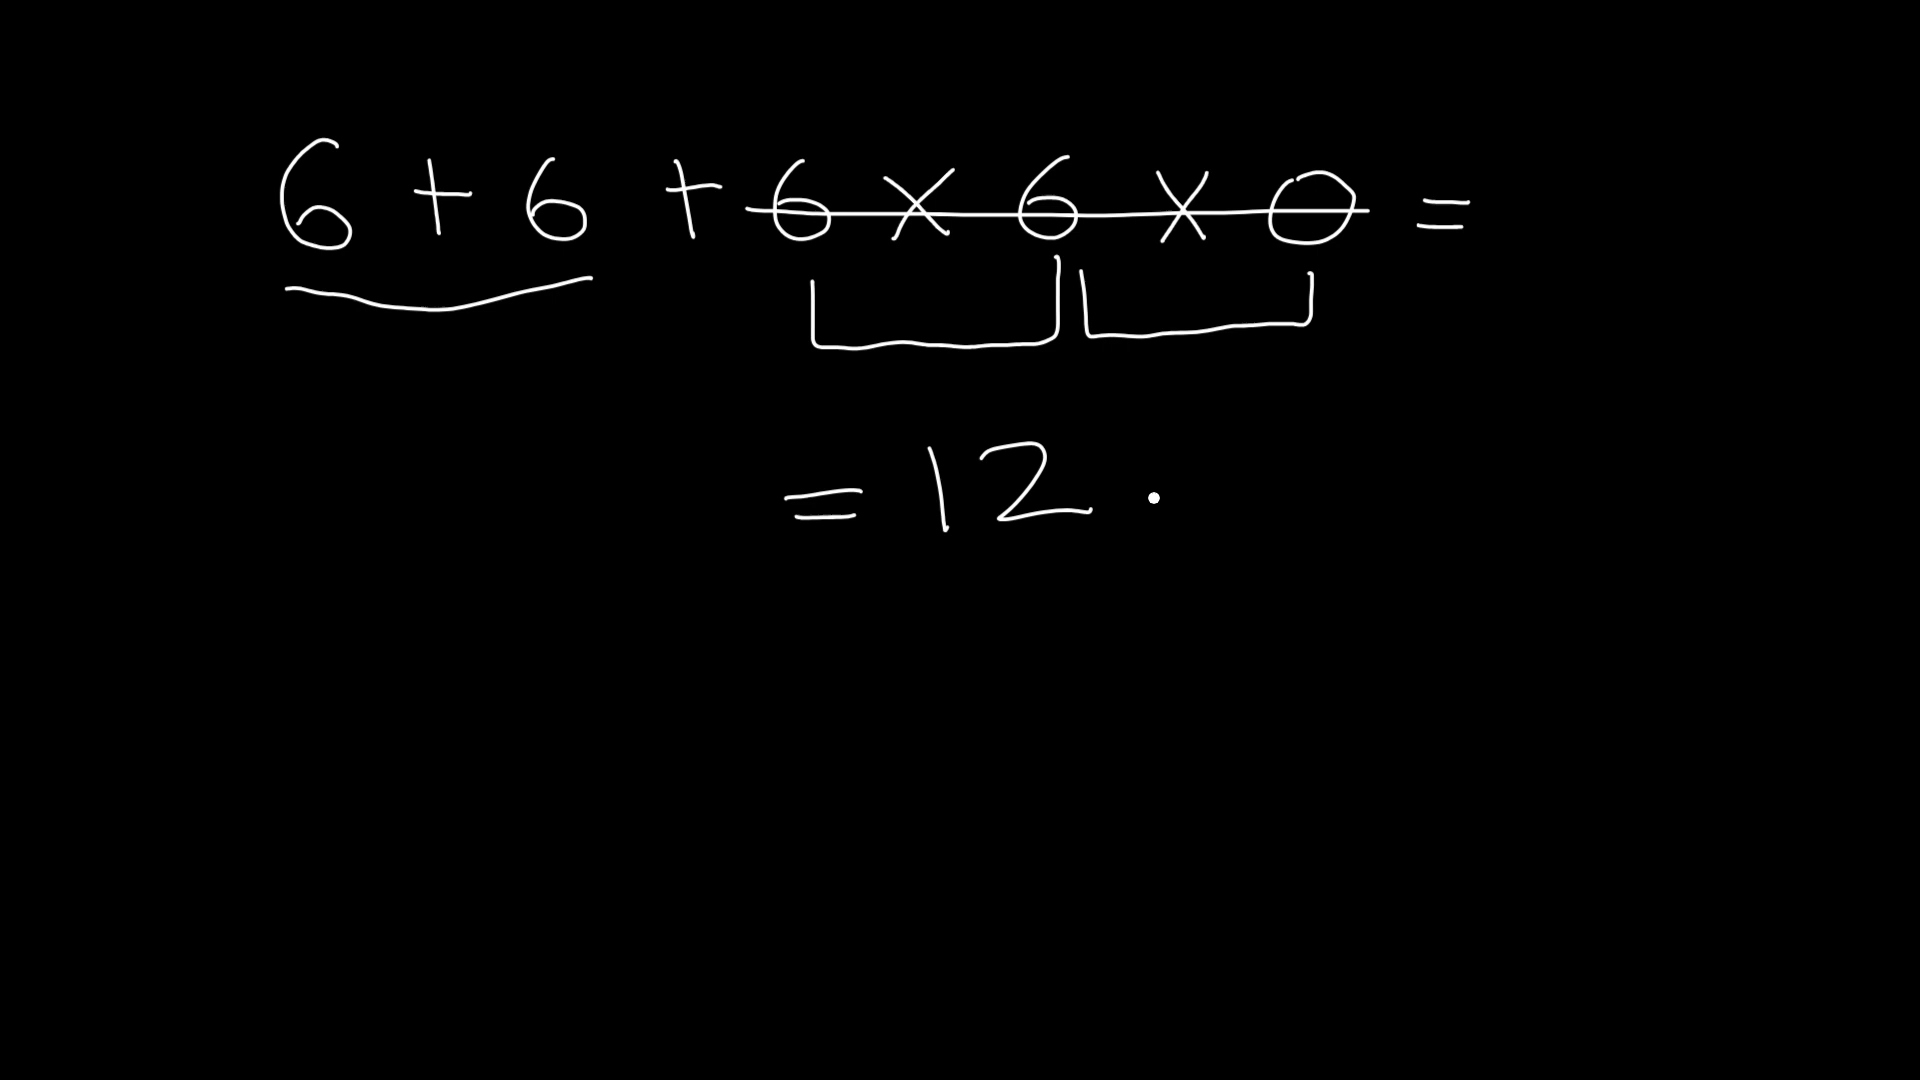 6 + 6 + 6 × 6 × 0 =
= 12 .